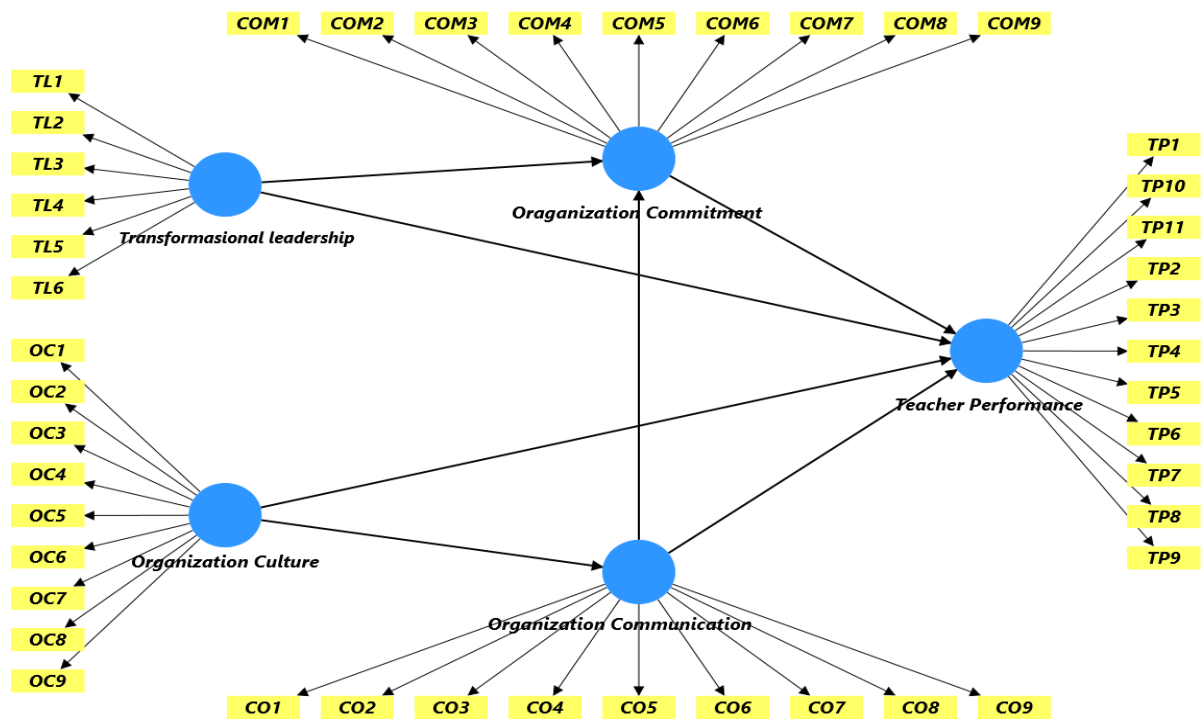 COM1 COM2 COM3 COM4 COM5 COM6 COM7 COM8 COM9
TL1
TL2
TL3
TL4
TL5
TL6
Transformasional leadership
Oraganization Commitment
TP1
TP10
TP11
TP2
TP3
TP4
TP5
TP6
TP7
TP8
TP9
Teacher Performance
OC1
OC2
OC3
OC4
OC5
OC6
OC7
OC8
OC9
Organization Culture
Organization Communication
CO1 CO2 CO3 CO4 CO5 CO6 CO7 CO8 CO9